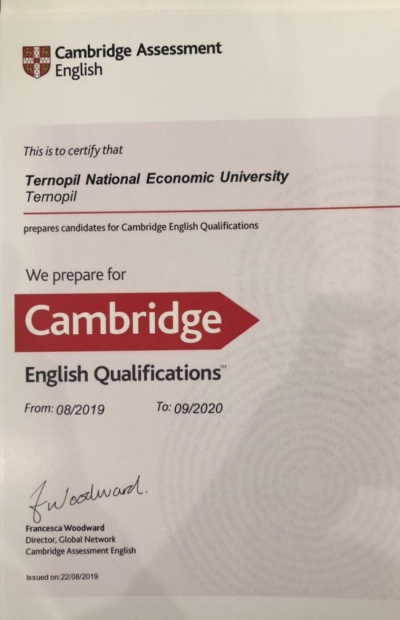 Cambridge Assessment
English
This is to certify that
Ternopil National Economic University
Ternopil
prepares candidates for Cambridge English Qualifications
We prepare for
Cambridge
English Qualifications™
From: 08/2019 To: 09/2020
FWoodward.
Francesca Woodward
Director, Global Network
Cambridge Assessment English
Issued on:22/08/2019